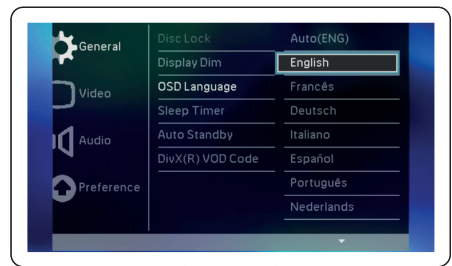 General
Video
Audio
Preference
Disc Lock
Display Dim
OSD Language
Sleep Timer
Auto Standby
DivX(R) VOD Code
Auto(ENG)
English
Francês
Deutsch
Italiano
Español
Português
Nederlands